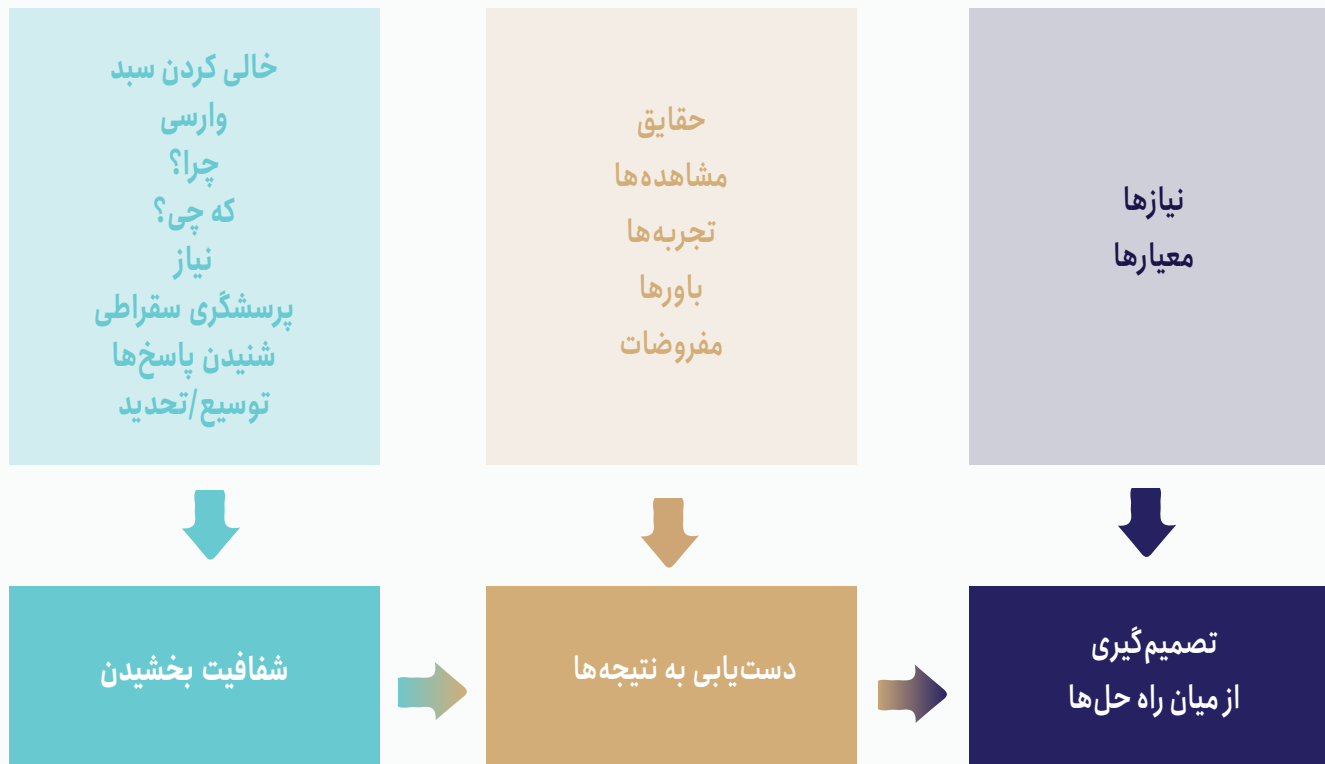 خالی کردن سبد
وارسی
چرا؟
که چی؟
نیاز
پرسشگری سقراطی
شنیدن پاسخ‌ها
توسیع/تحدید
شفافیت بخشیدن
حقایق
مشاهده‌ها
تجربه‌ها
باورها
مفروضات
دست‌یابی به نتیجه‌ها
نیازها
معیارها
تصمیم‌گیری
از میان راه حل‌ها